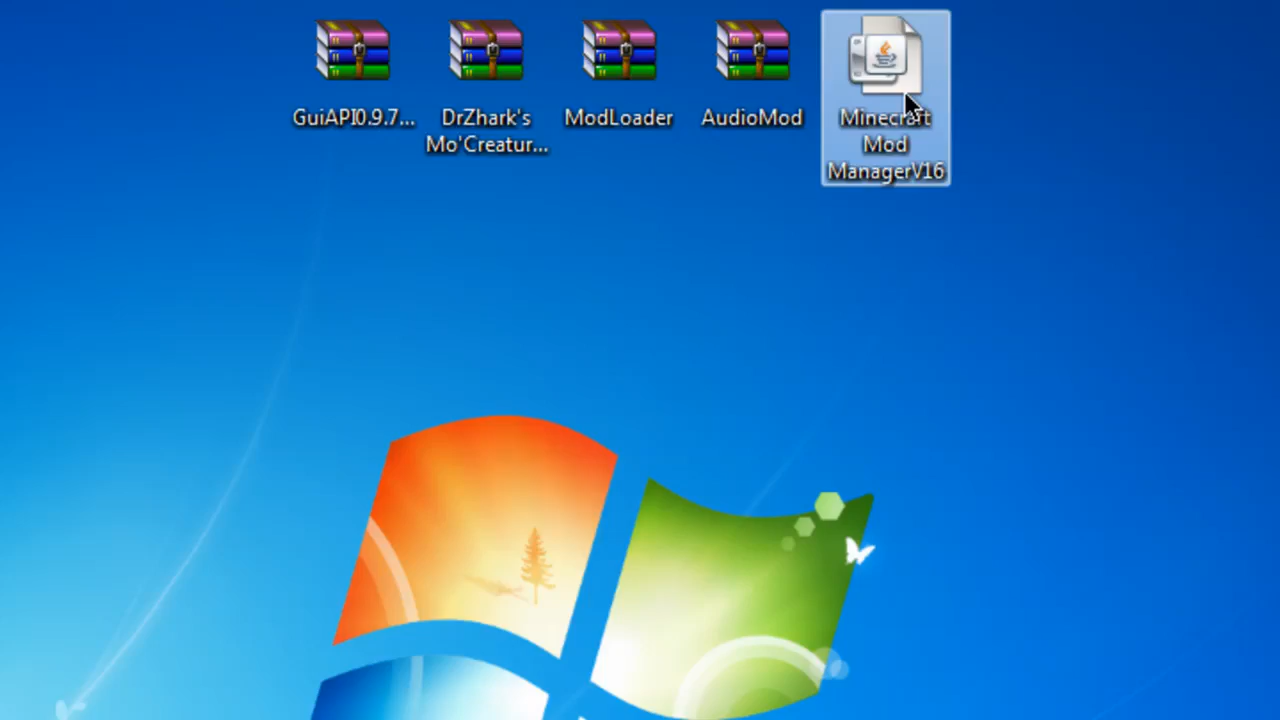 GuiAPI0.9.7...
DrZhark's
Mo'Creatur...
ModLoader
AudioMod
Minecraft
Mod
ManagerV16